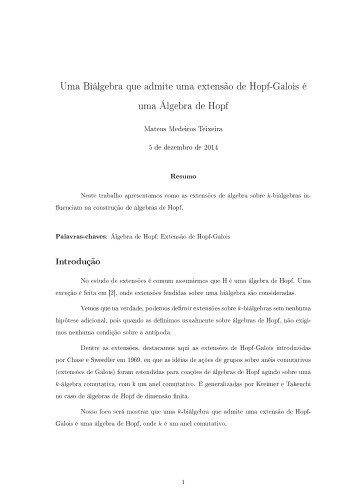 Uma Biálgebra que admite uma extensão de Hopf-Galois é
uma Álgebra de Hopf
Mateus Medeiros Teixeira
5 de dezembro de 2014
Resumo
Neste trabalho apresentamos como as extensões de álgebra sobre k-biálgebras in-
fluenciam na construção de álgebras de Hopf.
Palavras-chaves: Álgebra de Hopf; Extensão de Hopf-Galois
Introdução
No estudo de extensões é comum assumirmos que H é uma álgebra de Hopf. Uma
exceção é feita em [2], onde extensões fendidas sobre uma biálgebra são consideradas.
Vemos que na verdade, podemos definir extensões sobre k-biálgebras sem nenhuma
hipótese adicional, pois quando as definimos usualmente sobre álgebras de Hopf, não exigi-
mos nenhuma condição sobre a antípoda.
Dentre as extensões, destacamos aqui as extensões de Hopf-Galois introduzidas
por Chase e Sweedler em 1969, em que as idéias de ações de grupos sobre anéis comutativos
(extensões de Galois) foram estendidas para coações de álgebras de Hopf agindo sobre uma
k-álgebra comutativa, com k um anel comutativo. E generalizadas por Kreimer e Takeuchi
no caso de álgebras de Hopf de dimensão finita.
Nosso foco será mostrar que uma k-biálgebra que admite uma extensão de Hopf-
Galois é uma álgebra de Hopf, onde k é um anel comutativo.
1